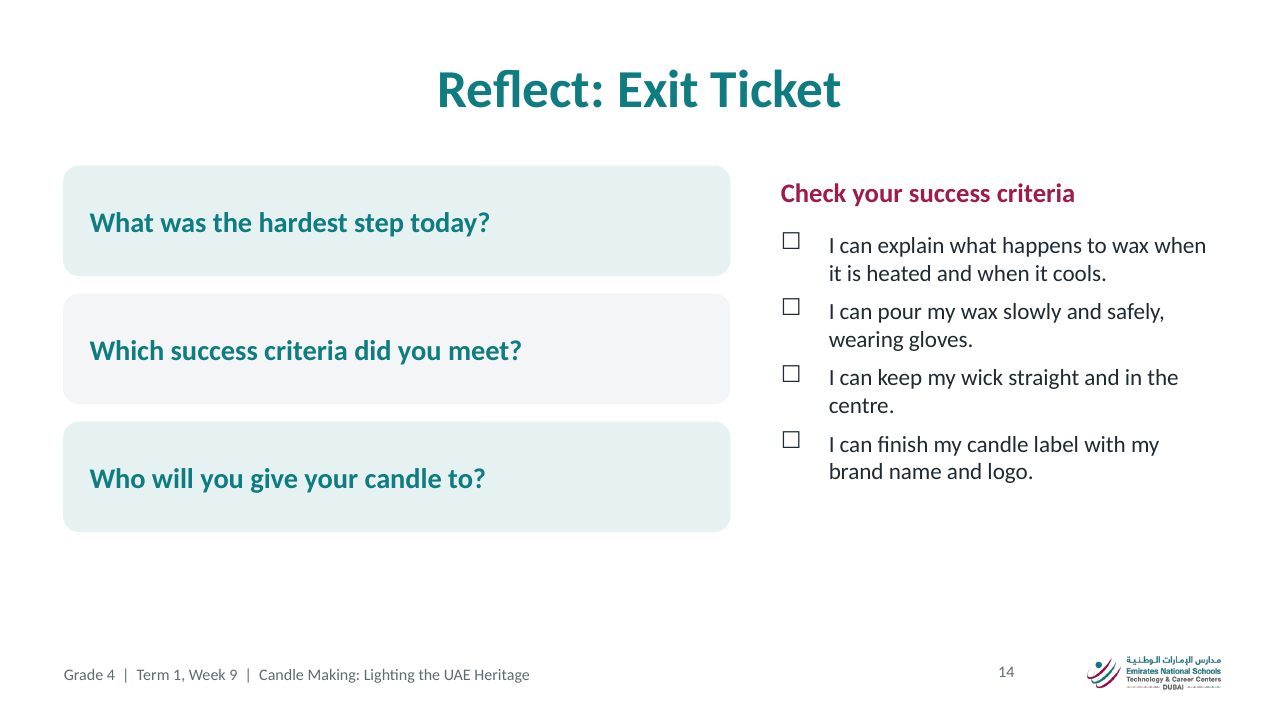 Reflect: Exit Ticket
What was the hardest step today?
Which success criteria did you meet?
Who will you give your candle to?
Check your success criteria
☐ I can explain what happens to wax when
it is heated and when it cools.
☐ I can pour my wax slowly and safely,
wearing gloves.
☐ I can keep my wick straight and in the
centre.
☐ I can finish my candle label with my
brand name and logo.
Grade 4 | Term 1, Week 9 | Candle Making: Lighting the UAE Heritage
14
مدارس الإمارات الوطنية
Emirates National Schools
Technology & Career Centers
DUBAI